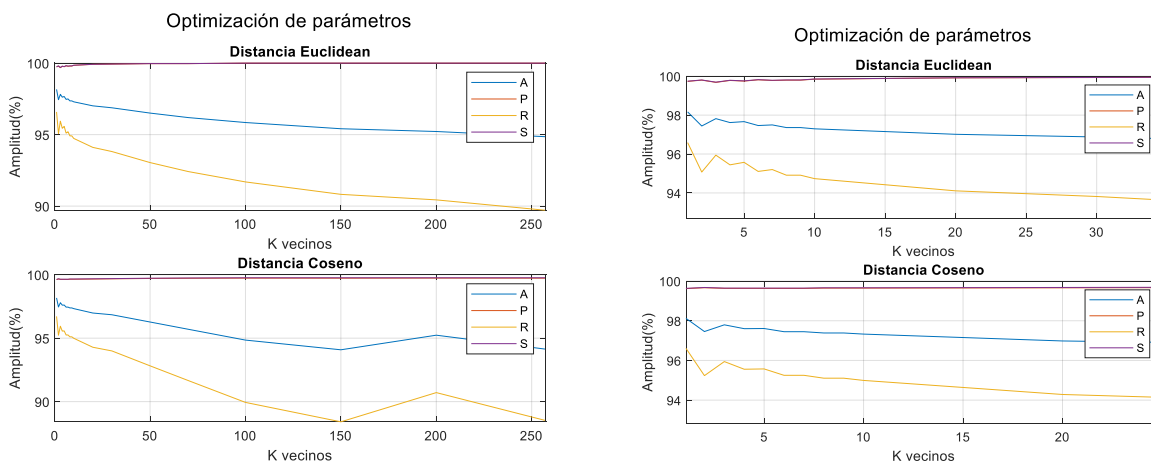 Optimización de parámetros
Distancia Euclidean
Amplitud(%)
100
95
90
0 50 100 150 200 250
K vecinos
A
P
R
S
Distancia Coseno
Amplitud(%)
100
95
90
0 50 100 150 200 250
K vecinos
A
P
R
S
Optimización de parámetros
Distancia Euclidean
Amplitud(%)
100
98
96
94
5 10 15 20 25 30
K vecinos
A
P
R
S
Distancia Coseno
Amplitud(%)
100
98
96
94
5 10 15 20
K vecinos
A
P
R
S